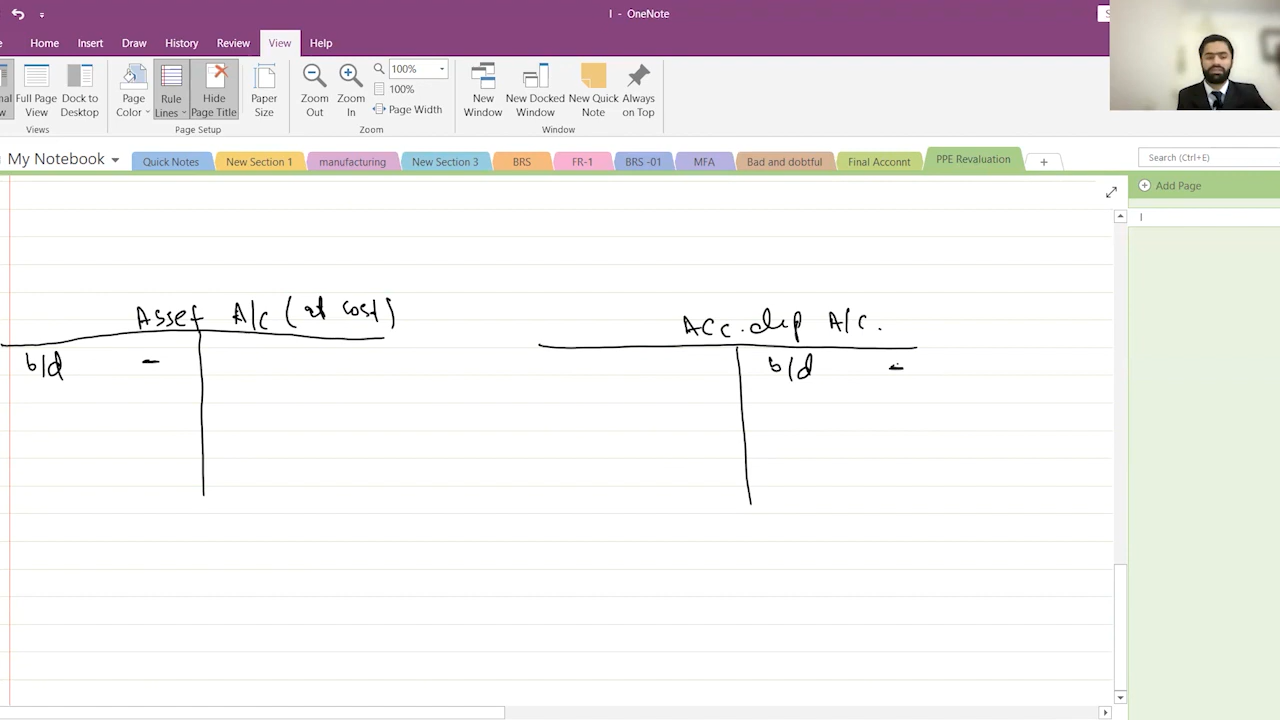 I - OneNote
Home Insert Draw History Review View Help
100%
100%
Page Width
Full Page View
Dock to Desktop
Page Color
Rule Lines
Hide Page Title
Paper Size
Zoom Out
Zoom In
New Window
New Docked Window
New Quick Note
Always on Top
Views Page Setup Zoom Window
My Notebook Quick Notes New Section 1 manufacturing New Section 3 BRS FR-1 BRS -01 MFA Bad and dobtful Final Acconnt PPE Revaluation
Search (Ctrl+E)
Add Page
I
Asset A/c (at cost)
b/d -
Acc.dep A/c.
b/d -